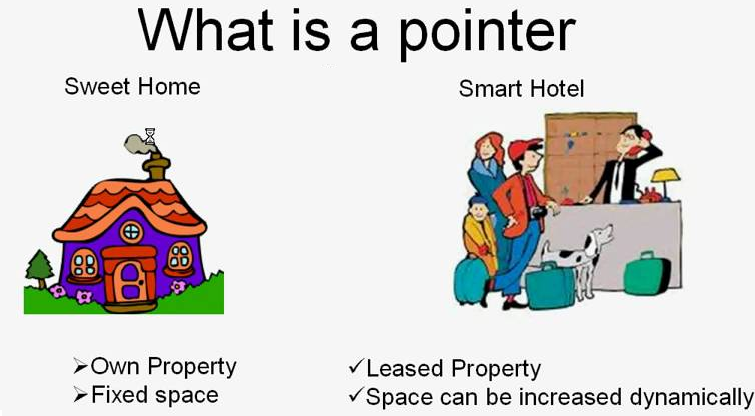 What is a pointer
Sweet Home
Smart Hotel
➢Own Property
➢Fixed space
✓Leased Property
✓Space can be increased dynamically